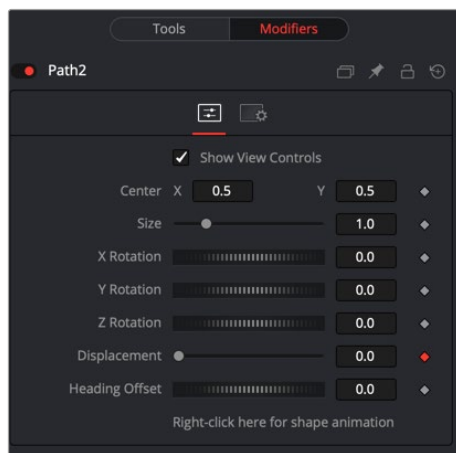 Tools Modifiers
Path2
Show View Controls
Center X 0.5 Y 0.5
Size 1.0
X Rotation 0.0
Y Rotation 0.0
Z Rotation 0.0
Displacement 0.0
Heading Offset 0.0
Right-click here for shape animation